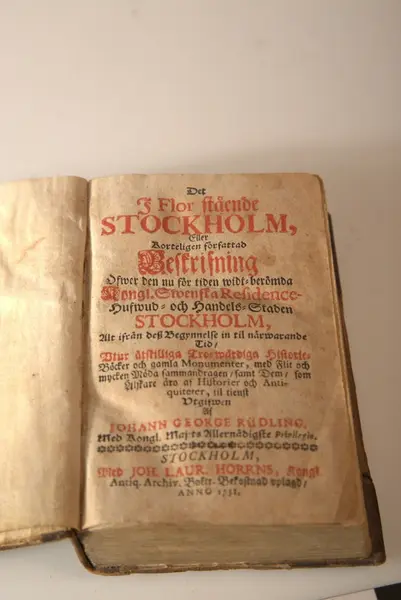 Det
I Flor stående
STOCKHOLM,
Eller
Korteligen författad
Beskrifning
Öfwer den nu för tiden widt-berömda
Kongl. Swenska Residence-
Hufwud- och Handels-Staden
STOCKHOLM,
Alt ifrån deß Begynnelse in til närwarande
Tid/
Utur åtskilliga Trowärdiga Historie-
Böcker och gamla Monumenter, med Flit och
mycken Möda sammandragen/ samt Dem/ som
Älskare äro af Historier och Anti-
quiteter, til tienst
Utgifwen
Af
JOHANN GEORGE RÜDLING.
Med Kongl. Maj:ts Allernådigste Privilegio.
STOCKHOLM,
Med JOH. LAUR. HORRNS, Kongl.
Antiq. Archiv. Boktr. Bekostnad uplagd/
ANNO